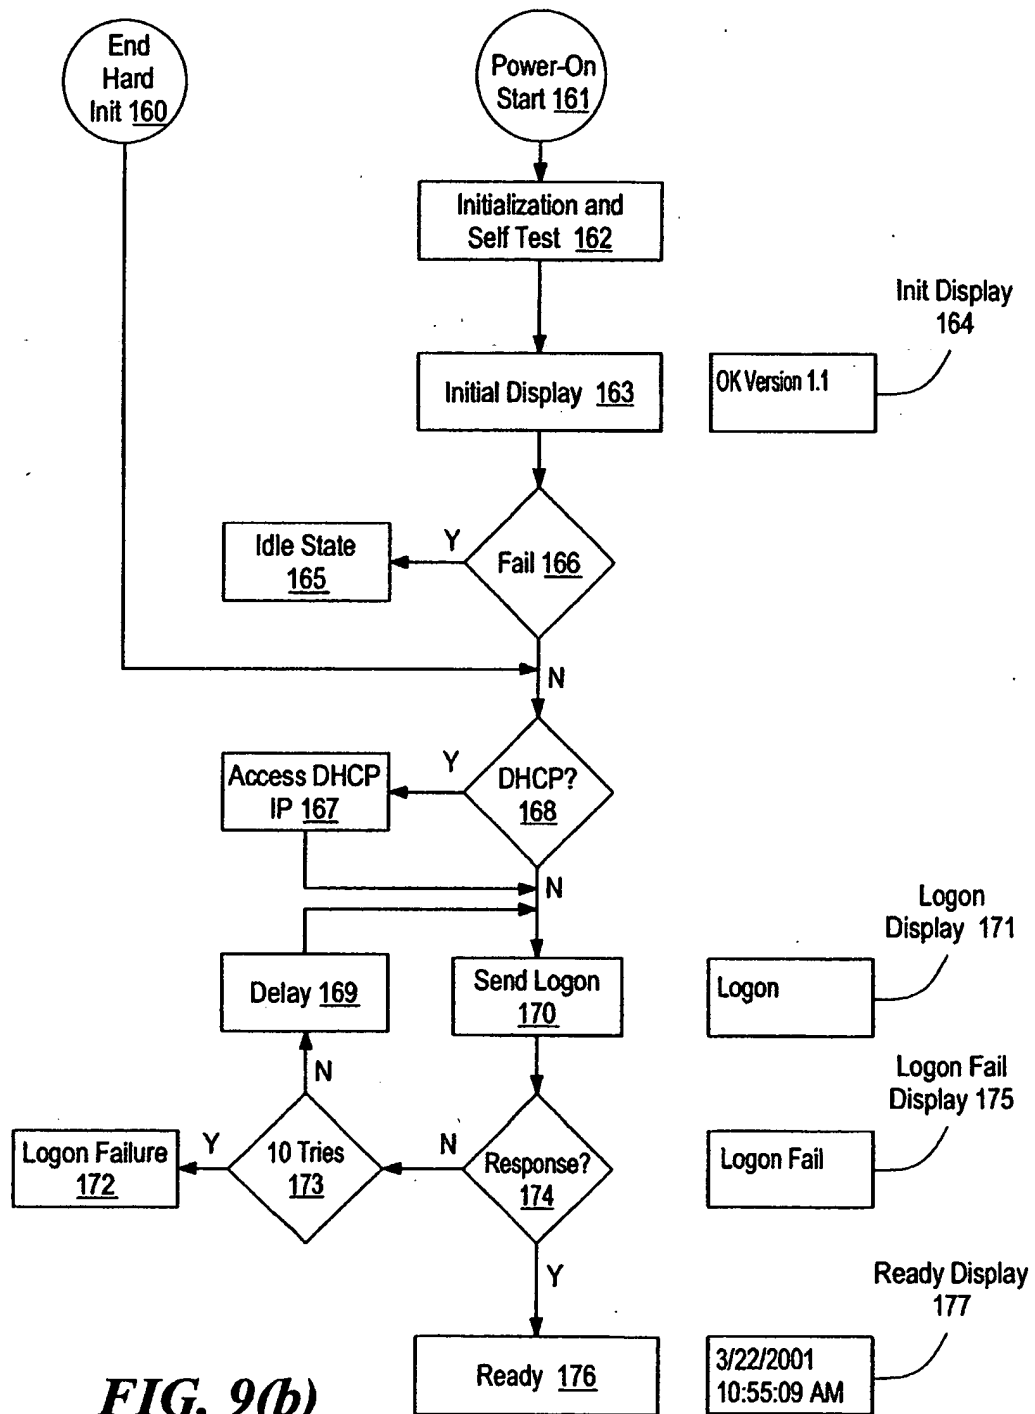 End
Hard
Init 160
Power-On
Start 161
Initialization and
Self Test 162
Init Display
164
Initial Display 163
OK Version 1.1
Idle State
165
Y
Fail 166
N
Access DHCP
IP 167
Y
DHCP?
168
N
Logon
Display 171
Delay 169
Send Logon
170
Logon
N
Logon Fail
Display 175
Logon Failure
172
Y
10 Tries
173
N
Response?
174
Logon Fail
Y
Ready Display
177
Ready 176
3/22/2001
10:55:09 AM
FIG. 9(b)